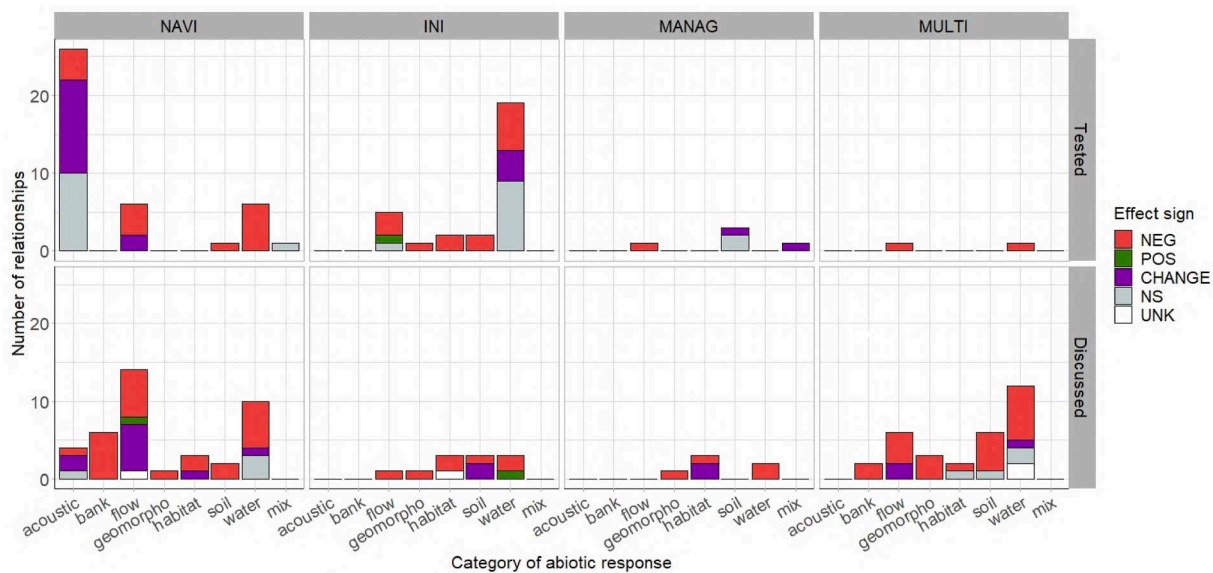 NAVI INI MANAG MULTI
20
10
0
Tested
20
10
0
Discussed
Number of relationships
acoustic bank flow geomorpho habitat soil water mix acoustic bank flow geomorpho habitat soil water mix acoustic bank flow geomorpho habitat soil water mix acoustic bank flow geomorpho habitat soil water mix
Category of abiotic response
Effect sign
NEG
POS
CHANGE
NS
UNK